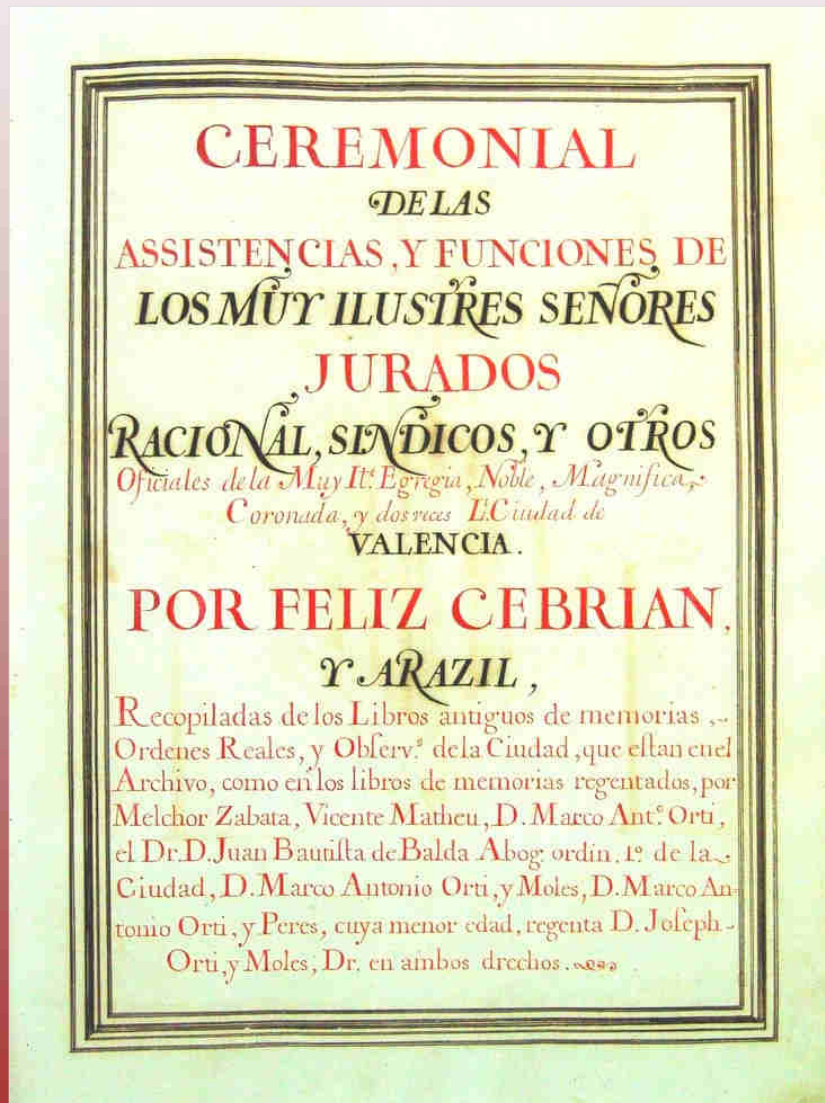 CEREMONIAL
DE LAS
ASSISTENCIAS, Y FUNCIONES DE
LOS MUY ILUSTRES SEÑORES
JURADOS
RACIONAL, SINDICOS, Y OTROS
Oficiales de la Muy Ilt.e Egregia, Noble, Magnifica,
Coronada, y dos veces L. Ciudad de
VALENCIA.
POR FELIZ CEBRIAN,
Y ARAZIL,
Recopiladas de los Libros antiguos de memorias,
Ordenes Reales, y Obſerv.s de la Ciudad, que eſtan en el
Archivo, como en los libros de memorias regentados, por
Melchor Zabata, Vicente Matheu, D. Marco Ant.o Orti,
el Dr. D. Juan Bautiſta de Balda Abog. ordin. 1º. de la
Ciudad, D. Marco Antonio Orti, y Moles, D. Marco An-
tonio Orti, y Peres, cuya menor edad, regenta D. Joſeph
Orti, y Moles, Dr. en ambos drechos.